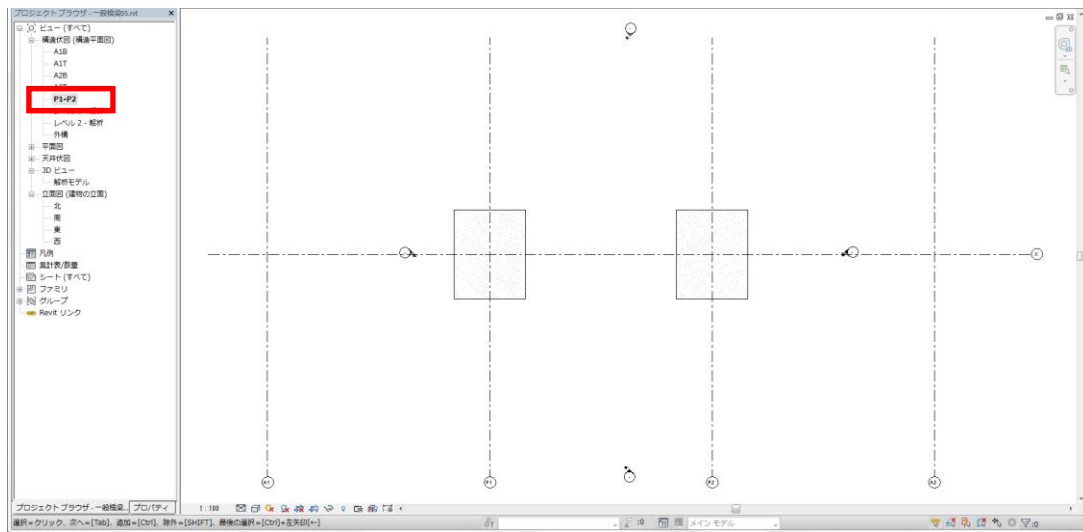 プロジェクト ブラウザ - 一般橋梁05.rvt
ビュー (すべて)
構造伏図 (構造平面図)
A1B
A1T
A2B
P1-P2
レベル 2 - 解析
外構
平面図
天井伏図
3D ビュー
解析モデル
立面図 (建物の立面)
北
南
東
西
凡例
集計表/数量
シート (すべて)
ファミリ
グループ
Revit リンク
X
A1
P1
P2
A2
プロジェクト ブラウザ - 一般橋梁... プロパティ
1 : 100
選択=クリック、次へ=[Tab]、追加=[Ctrl]、除外=[SHIFT]、最後の選択=[Ctrl]+左矢印[←]
:0
メイン モデル
:0